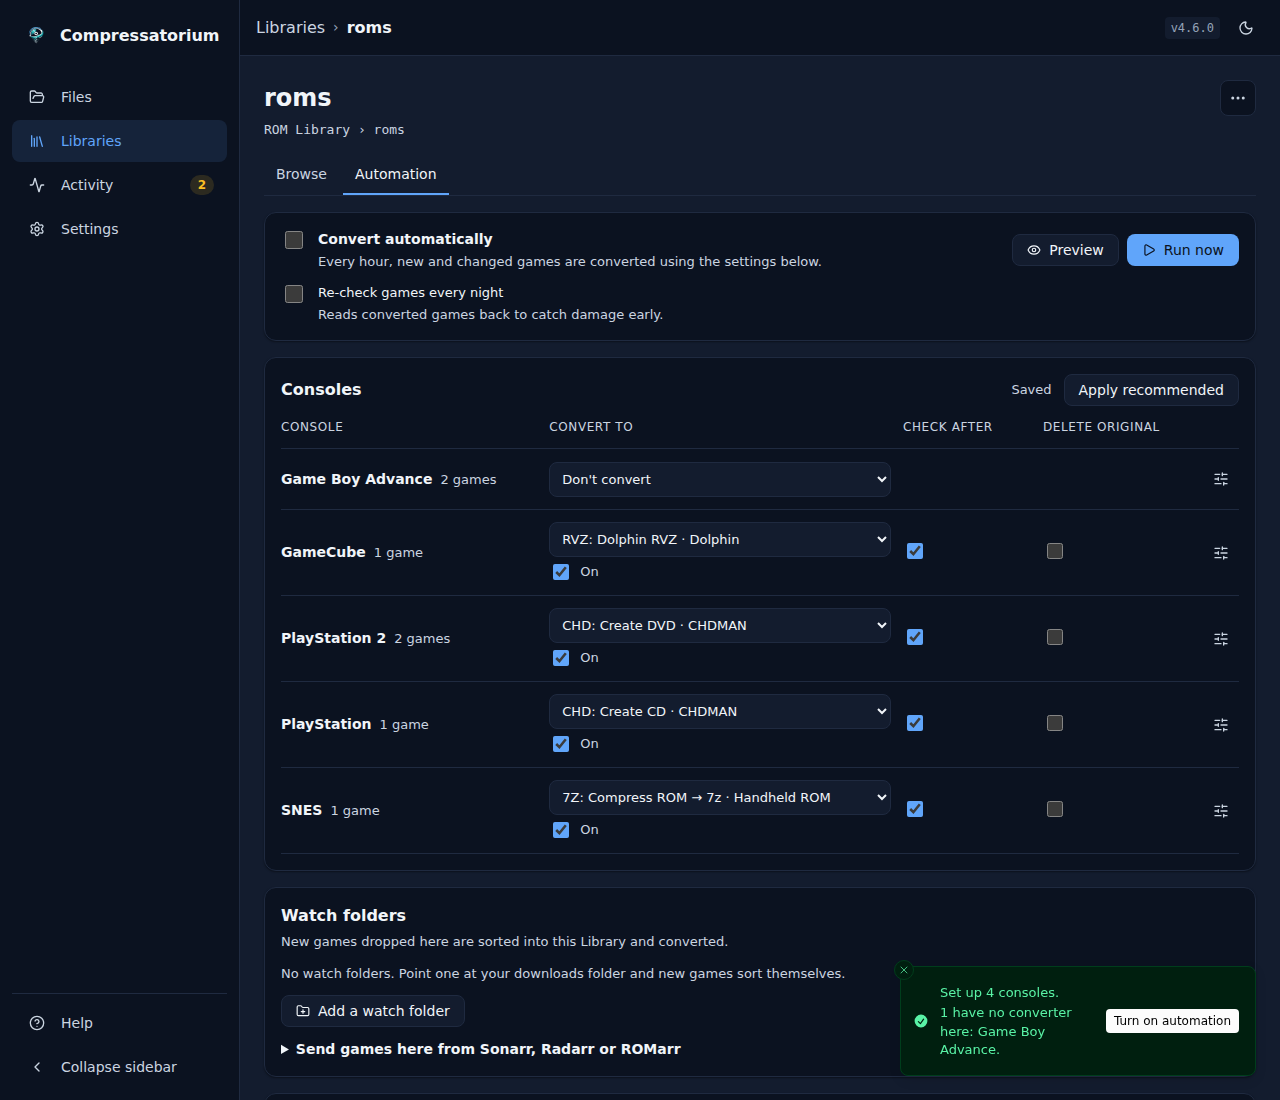 Compressatorium
Files
Libraries
Activity 2
Settings
Help
Collapse sidebar
Libraries › roms
v4.6.0
roms
ROM Library › roms
Browse Automation
Convert automatically
Every hour, new and changed games are converted using the settings below.
Preview Run now
Re-check games every night
Reads converted games back to catch damage early.
Consoles
Saved Apply recommended
CONSOLE CONVERT TO CHECK AFTER DELETE ORIGINAL
Game Boy Advance 2 games Don't convert
GameCube 1 game RVZ: Dolphin RVZ · Dolphin
On
PlayStation 2 2 games CHD: Create DVD · CHDMAN
On
PlayStation 1 game CHD: Create CD · CHDMAN
On
SNES 1 game 7Z: Compress ROM → 7z · Handheld ROM
On
Watch folders
New games dropped here are sorted into this Library and converted.
No watch folders. Point one at your downloads folder and new games sort themselves.
Add a watch folder
Send games here from Sonarr, Radarr or ROMarr
Set up 4 consoles.
1 have no converter
here: Game Boy
Advance.
Turn on automation